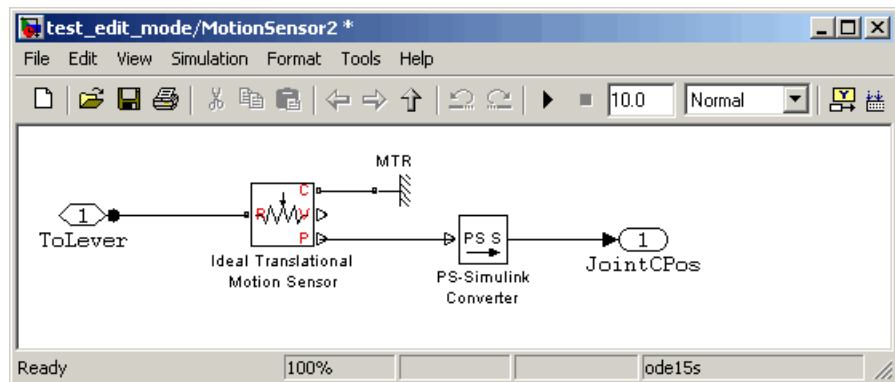 test_edit_mode/MotionSensor2 *
File Edit View Simulation Format Tools Help
10.0 Normal
MTR
C
1 R V
P PS S 1
ToLever
Ideal Translational
Motion Sensor
PS-Simulink
Converter
JointCPos
Ready 100% ode15s